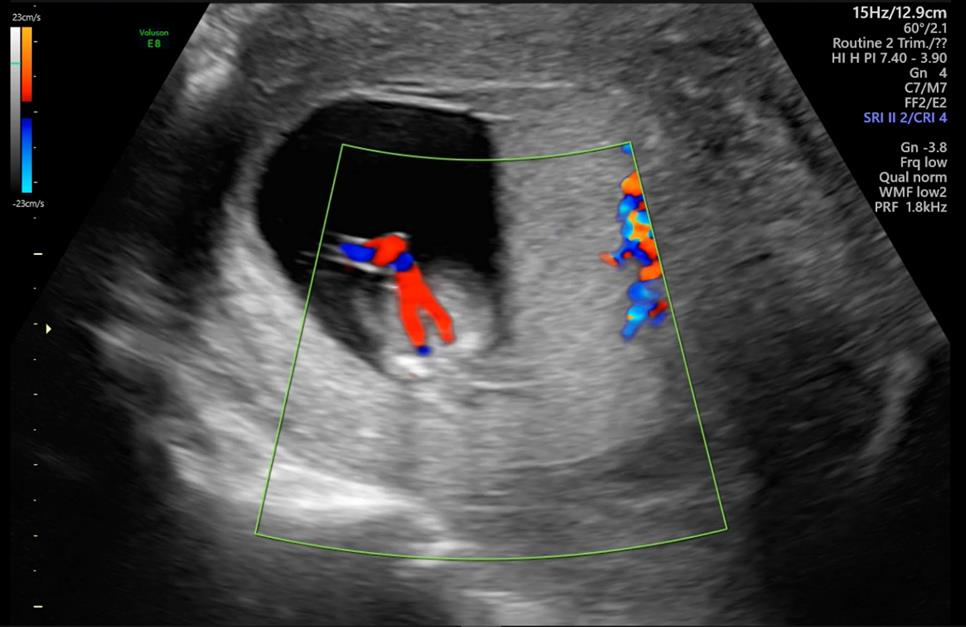 23cm/s
-23cm/s
Voluson
E8
15Hz/12.9cm
60°/2.1
Routine 2 Trim./??
HI H PI 7.40 - 3.90
Gn 4
C7/M7
FF2/E2
SRI II 2/CRI 4
Gn -3.8
Frq low
Qual norm
WMF low2
PRF 1.8kHz